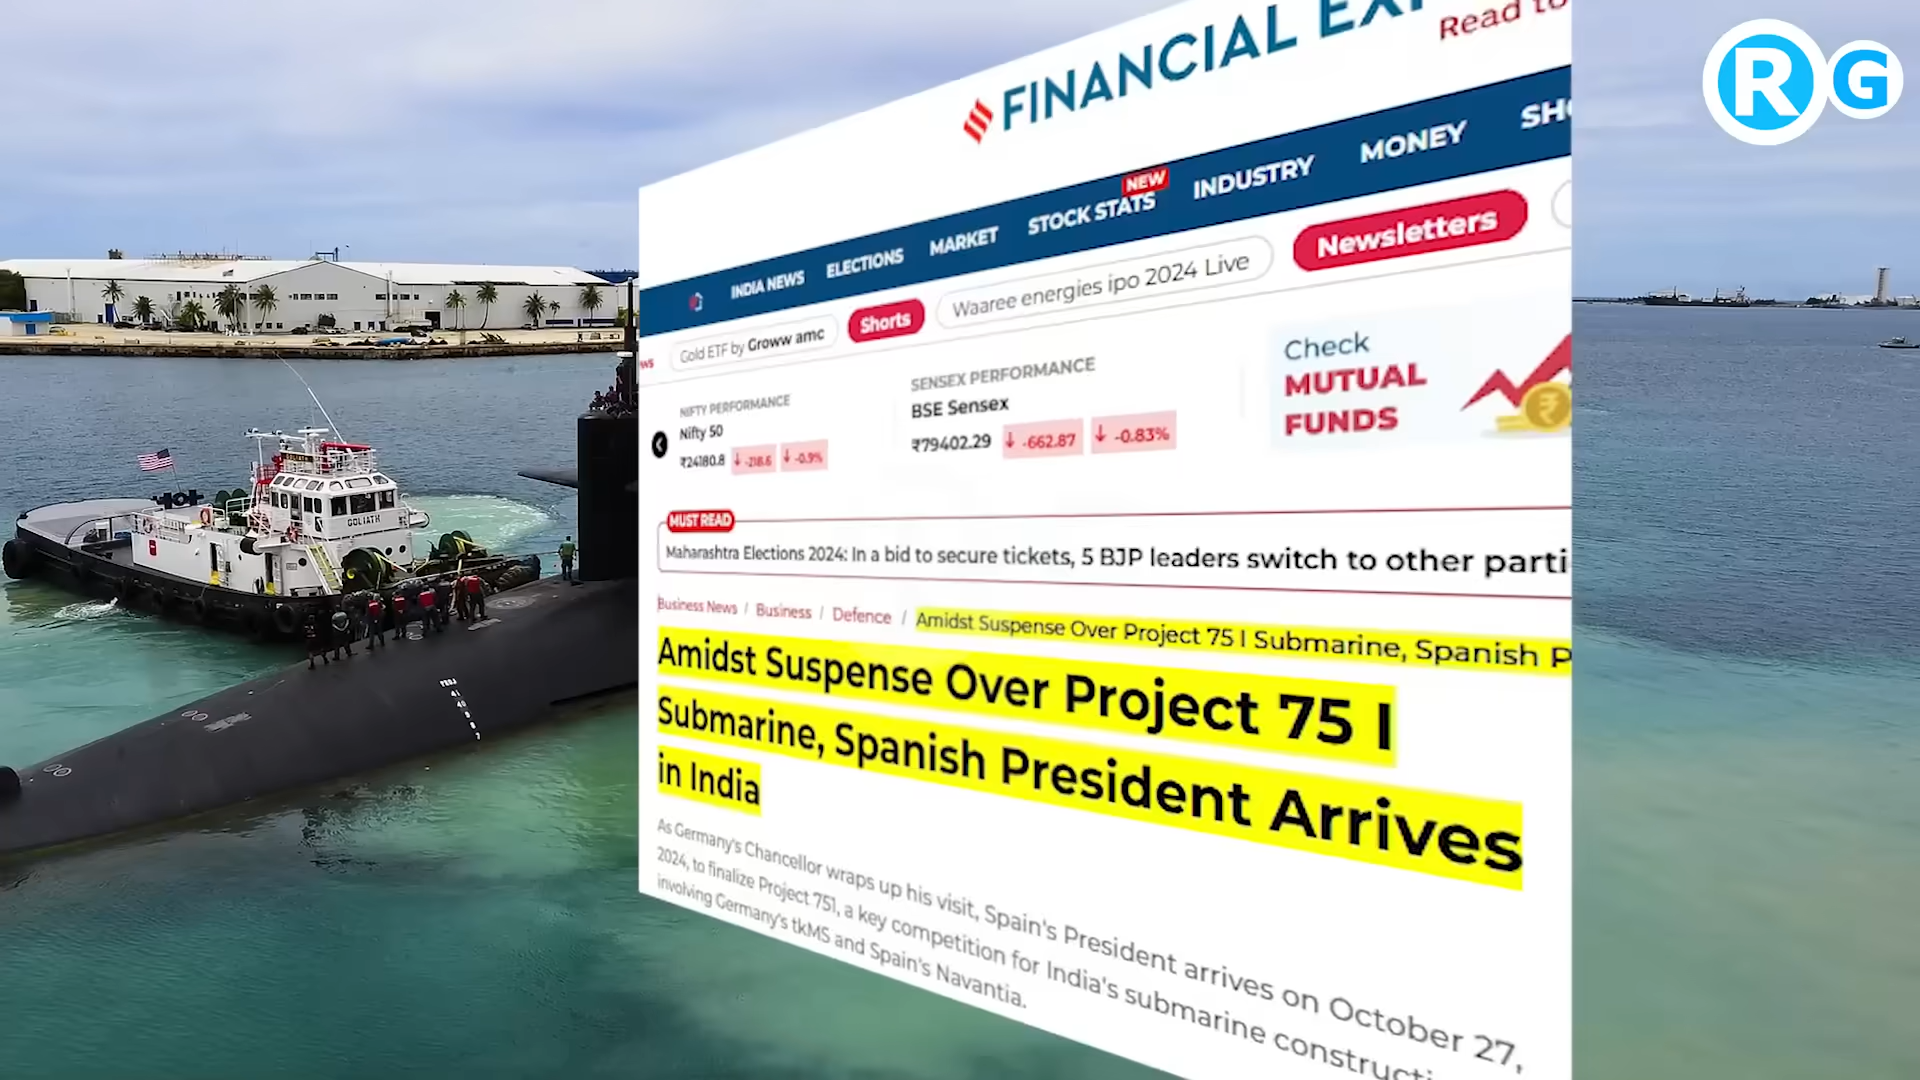 R G
FINANCIAL
Read to
INDIA NEWS ELECTIONS MARKET STOCK STATS NEW INDUSTRY MONEY
Gold ETF by Groww amc Shorts Waaree energies ipo 2024 Live Newsletters
NIFTY PERFORMANCE
Nifty 50
₹24180.8 -218.6 -0.9%
SENSEX PERFORMANCE
BSE Sensex
₹79402.29 -662.87 -0.83%
Check
MUTUAL
FUNDS
MUST READ
Maharashtra Elections 2024: In a bid to secure tickets, 5 BJP leaders switch to other parti
Business News / Business / Defence / Amidst Suspense Over Project 75 I Submarine, Spanish P
Amidst Suspense Over Project 75 I
Submarine, Spanish President Arrives
in India
As Germany's Chancellor wraps up his visit, Spain's President arrives on October 27,
2024, to finalize Project 75I, a key competition for India's submarine constructi
involving Germany's tkMS and Spain's Navantia.
GOLIATH